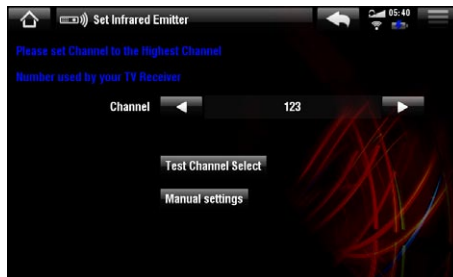 Set Infrared Emitter
05:40
Please set Channel to the Highest Channel
Number used by your TV Receiver
Channel 123
Test Channel Select
Manual settings